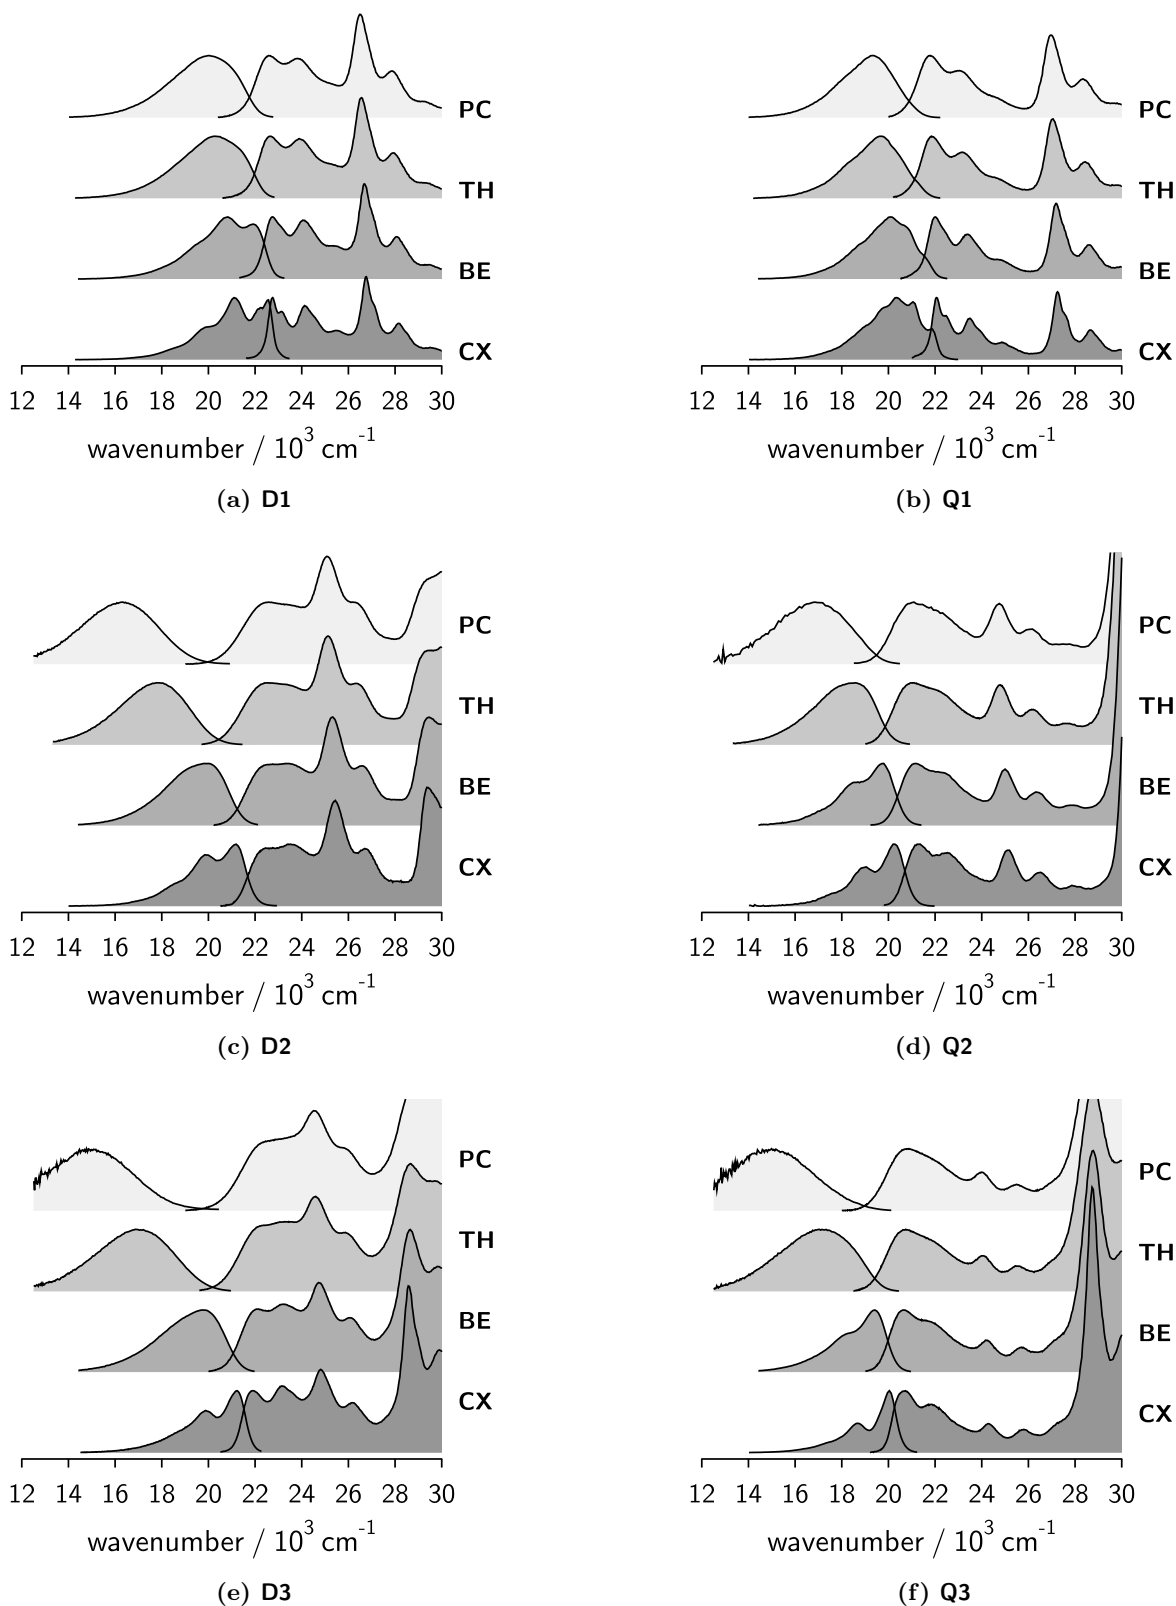 PC PC
TH TH
BE BE
CX CX
12 14 16 18 20 22 24 26 28 30 12 14 16 18 20 22 24 26 28 30
wavenumber / 10³ cm⁻¹ wavenumber / 10³ cm⁻¹
(a) D1 (b) Q1
PC PC
TH TH
BE BE
CX CX
12 14 16 18 20 22 24 26 28 30 12 14 16 18 20 22 24 26 28 30
wavenumber / 10³ cm⁻¹ wavenumber / 10³ cm⁻¹
(c) D2 (d) Q2
PC PC
TH TH
BE BE
CX CX
12 14 16 18 20 22 24 26 28 30 12 14 16 18 20 22 24 26 28 30
wavenumber / 10³ cm⁻¹ wavenumber / 10³ cm⁻¹
(e) D3 (f) Q3